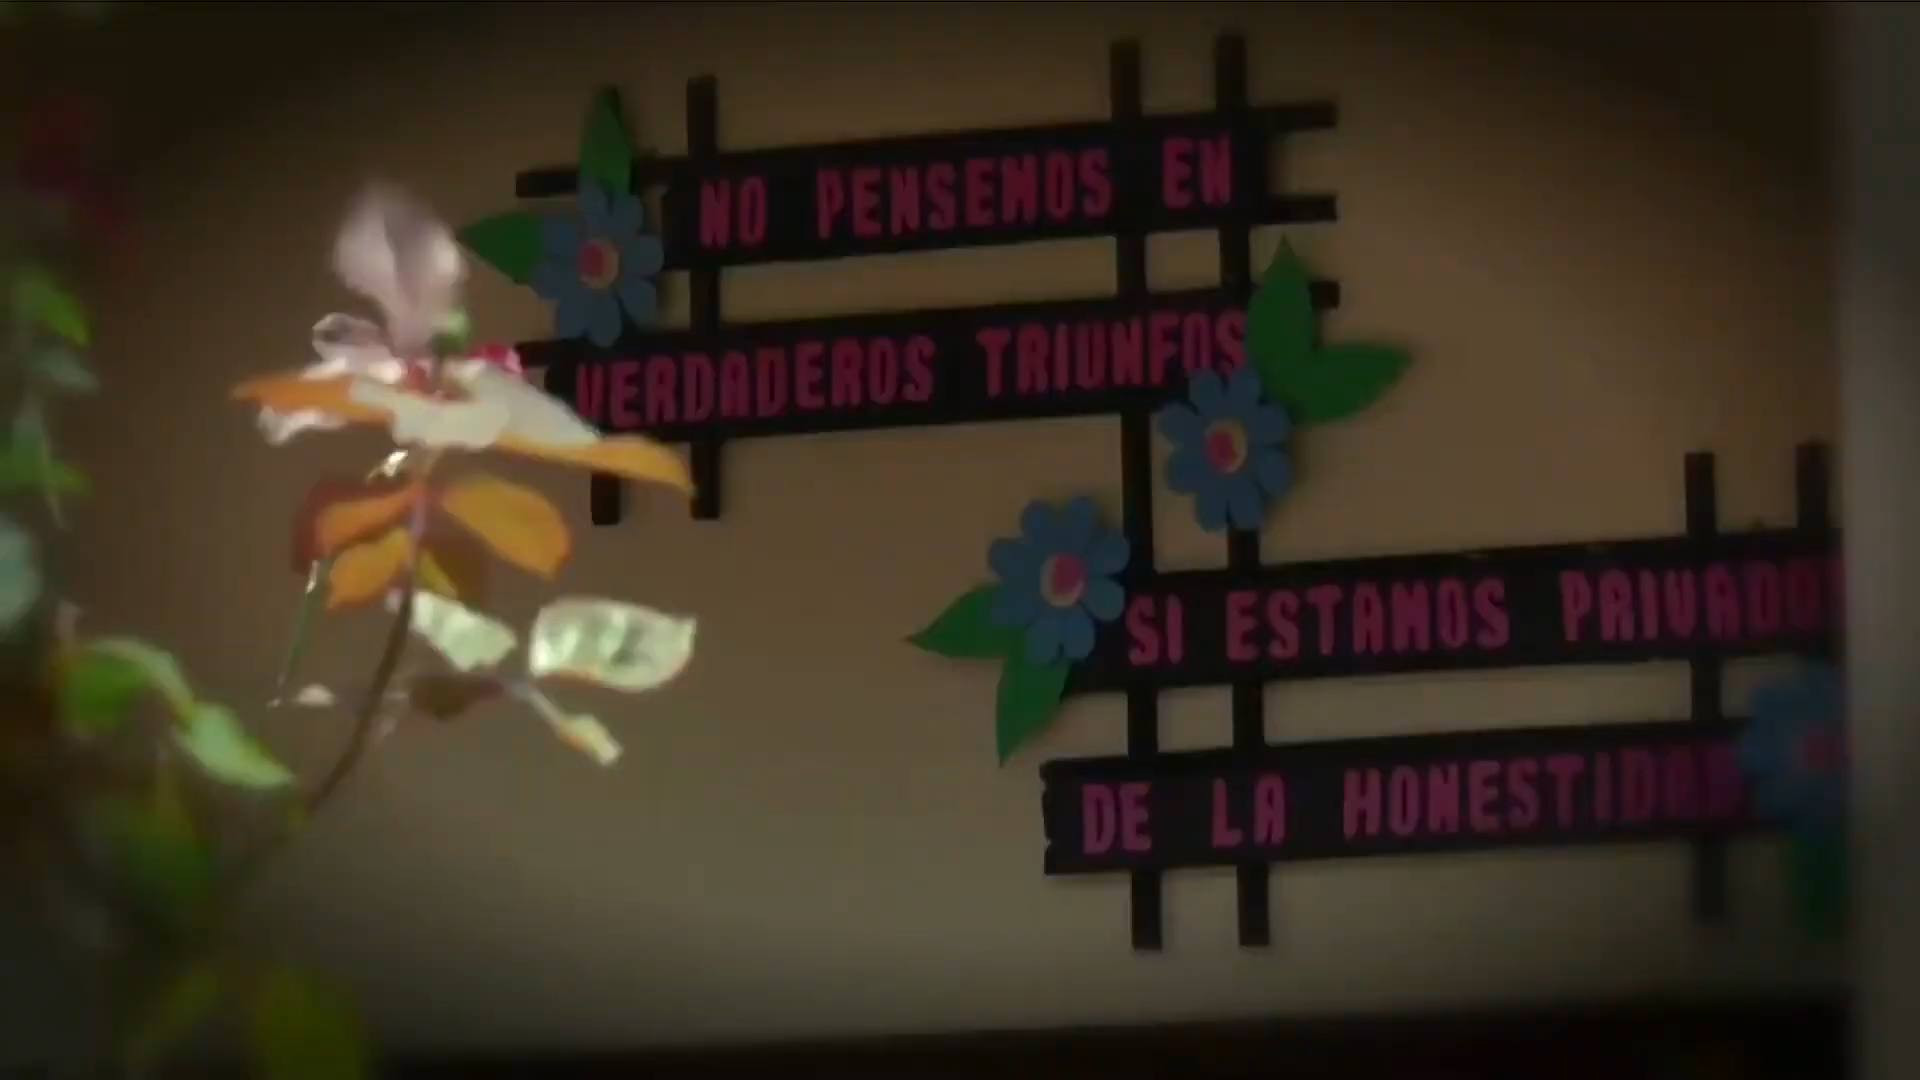 NO PENSEMOS EN
VERDADEROS TRIUNFOS
SI ESTAMOS PRIVADOS
DE LA HONESTIDAD